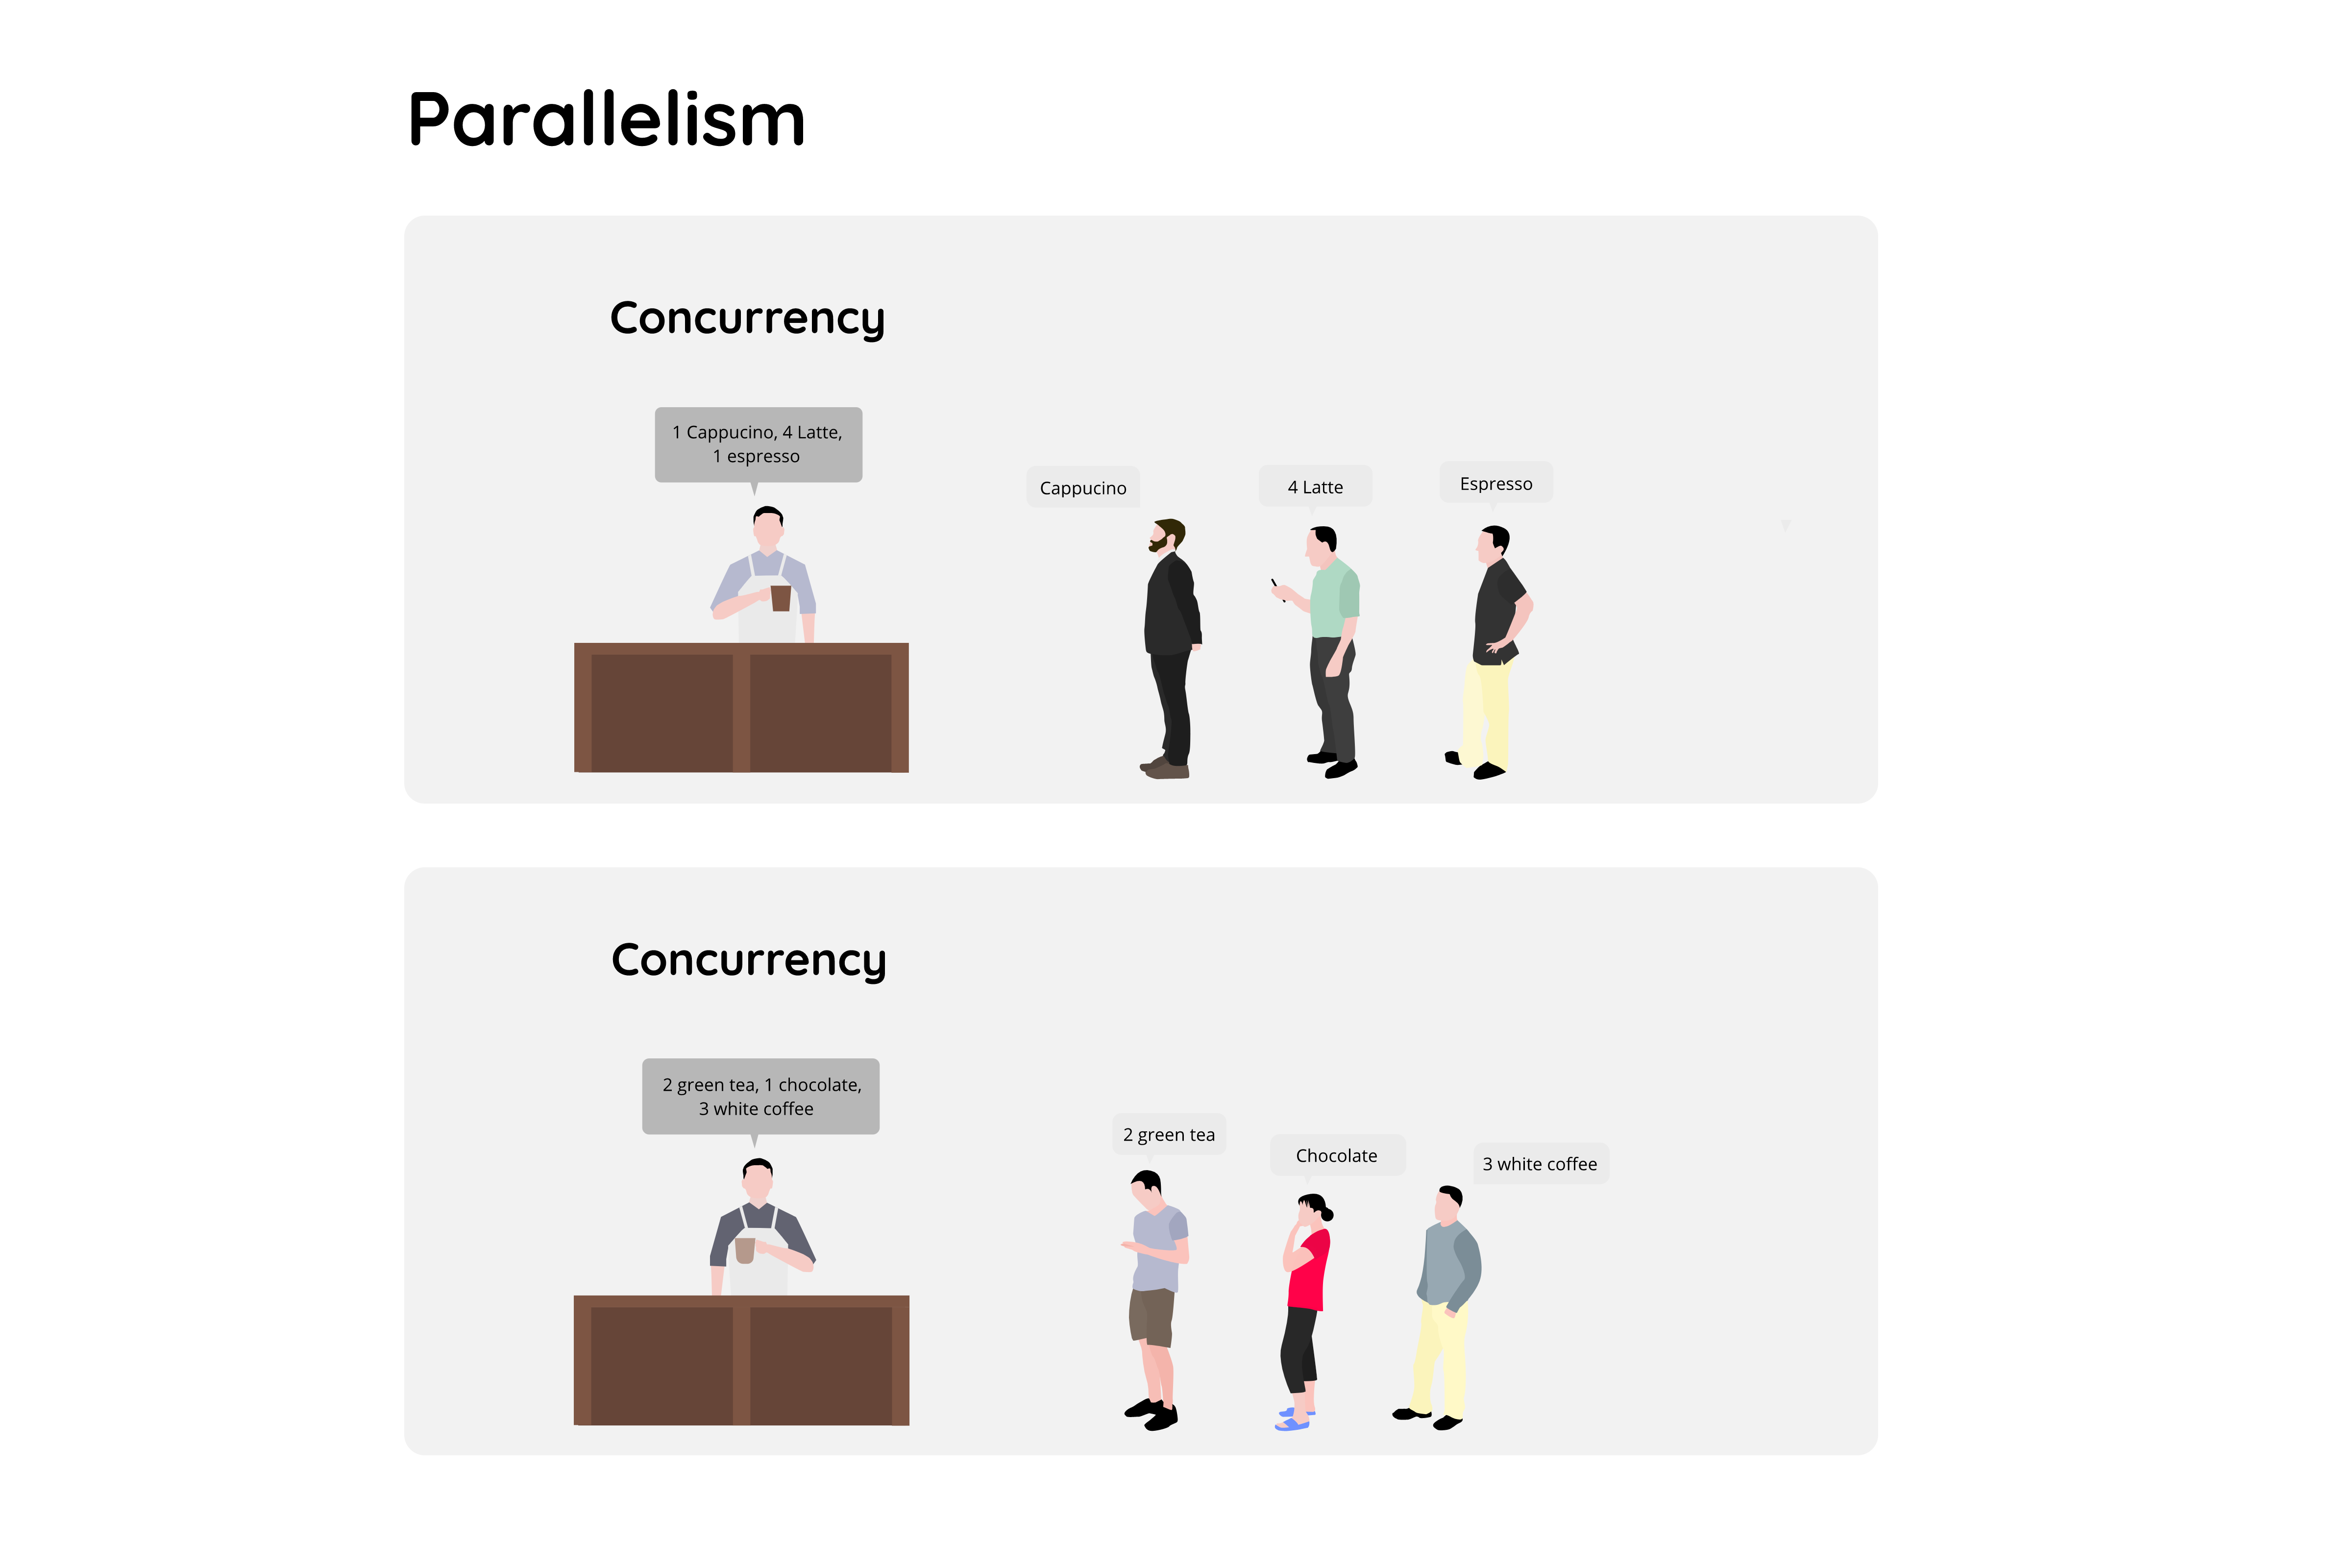 Parallelism
Concurrency
1 Cappucino, 4 Latte,
1 espresso
Cappucino
4 Latte
Espresso
Concurrency
2 green tea, 1 chocolate,
3 white coffee
2 green tea
Chocolate
3 white coffee